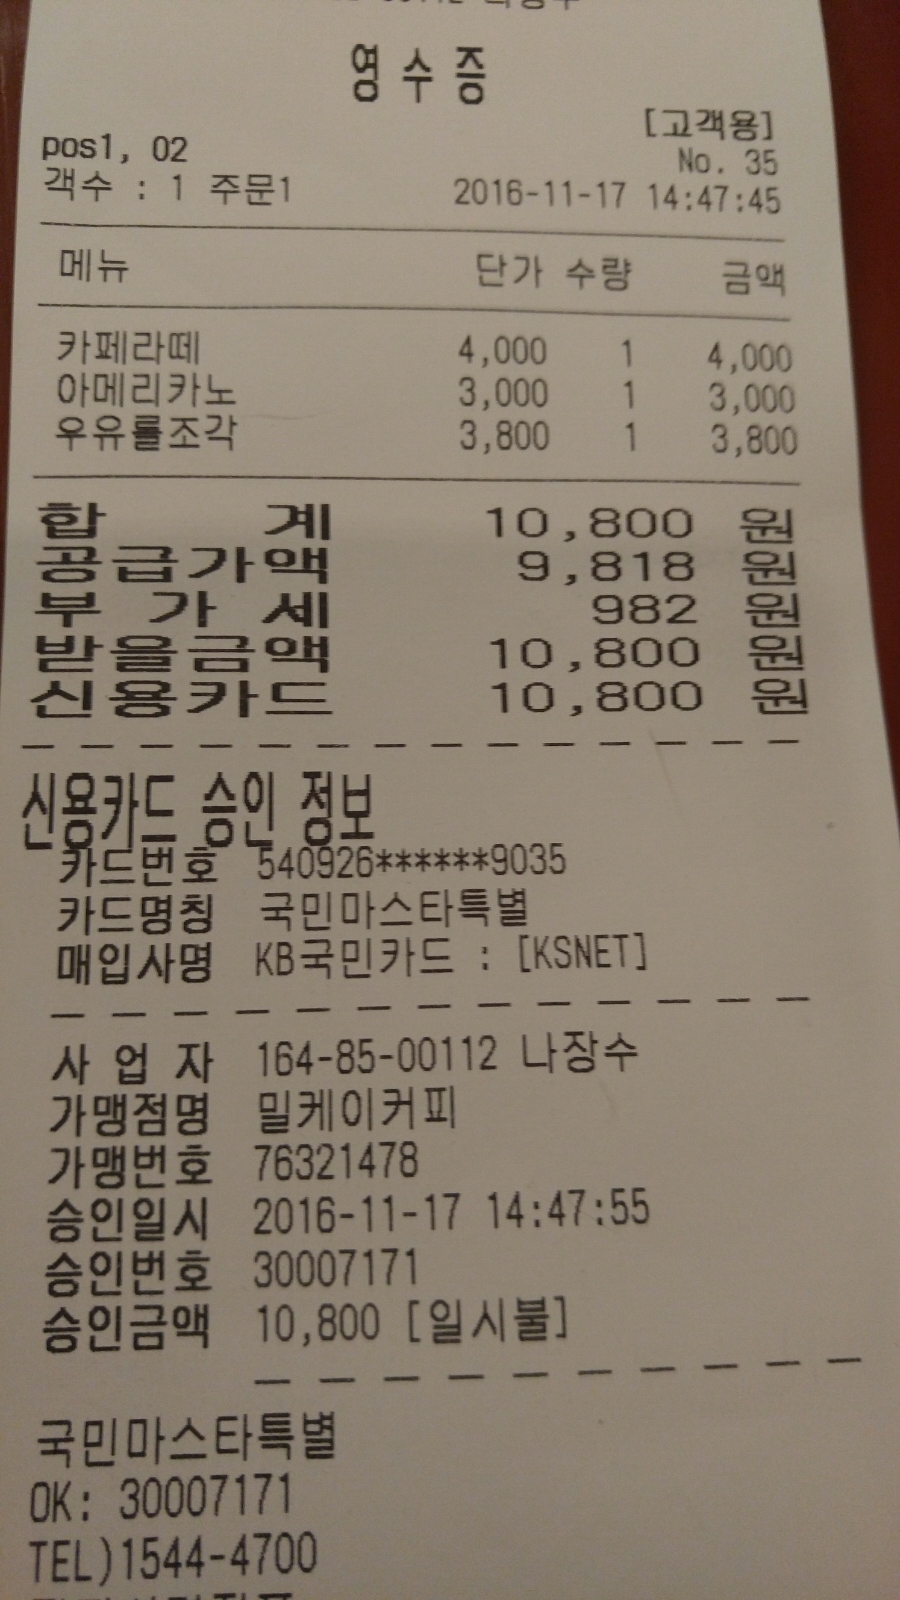 영수증
[고객용]
pos1, 02
No. 35
객수 : 1 주문1 2016-11-17 14:47:45
메뉴 단가 수량 금액
카페라떼 4,000 1 4,000
아메리카노 3,000 1 3,000
우유롤조각 3,800 1 3,800
합계 10,800 원
공급가액 9,818 원
부가세 982 원
받을금액 10,800 원
신용카드 10,800 원
신용카드 승인 정보
카드번호 540926******9035
카드명칭 국민마스타특별
매입사명 KB국민카드 : [KSNET]
사업자 164-85-00112 나장수
가맹점명 밀케이커피
가맹번호 76321478
승인일시 2016-11-17 14:47:55
승인번호 30007171
승인금액 10,800 [일시불]
국민마스타특별
OK: 30007171
TEL)1544-4700